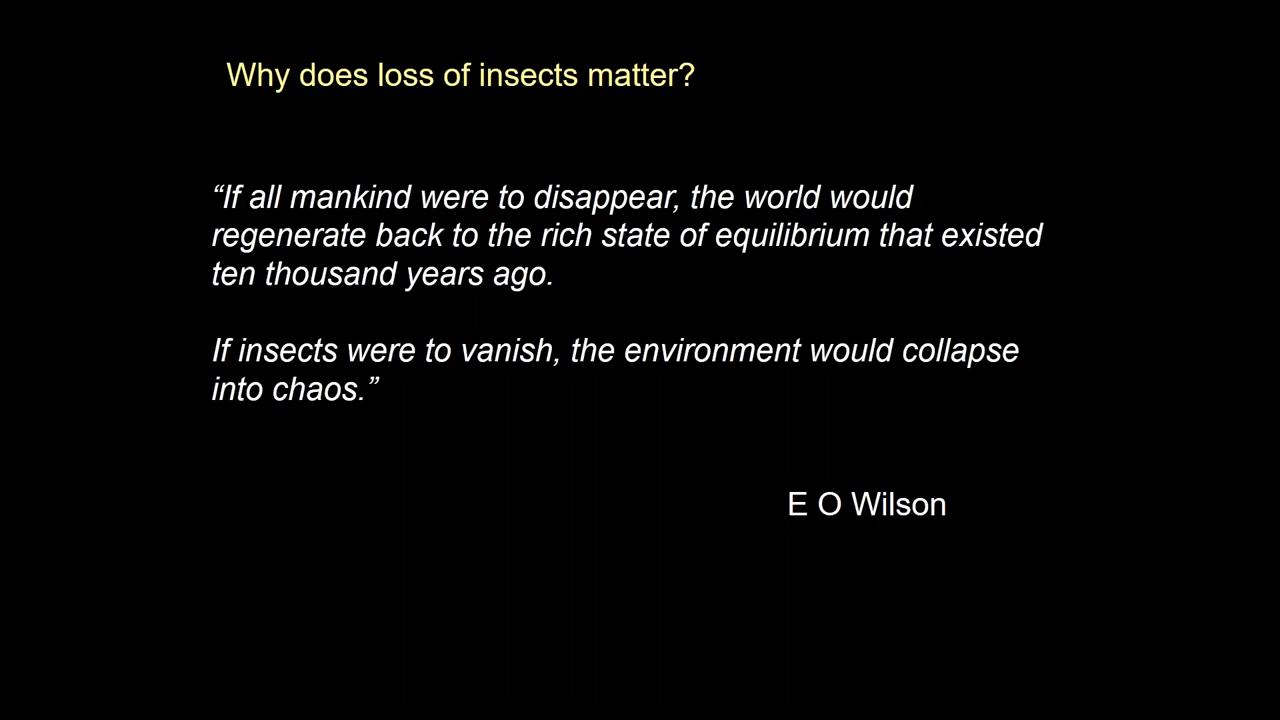 Why does loss of insects matter?
“If all mankind were to disappear, the world would
regenerate back to the rich state of equilibrium that existed
ten thousand years ago.
If insects were to vanish, the environment would collapse
into chaos.”
E O Wilson